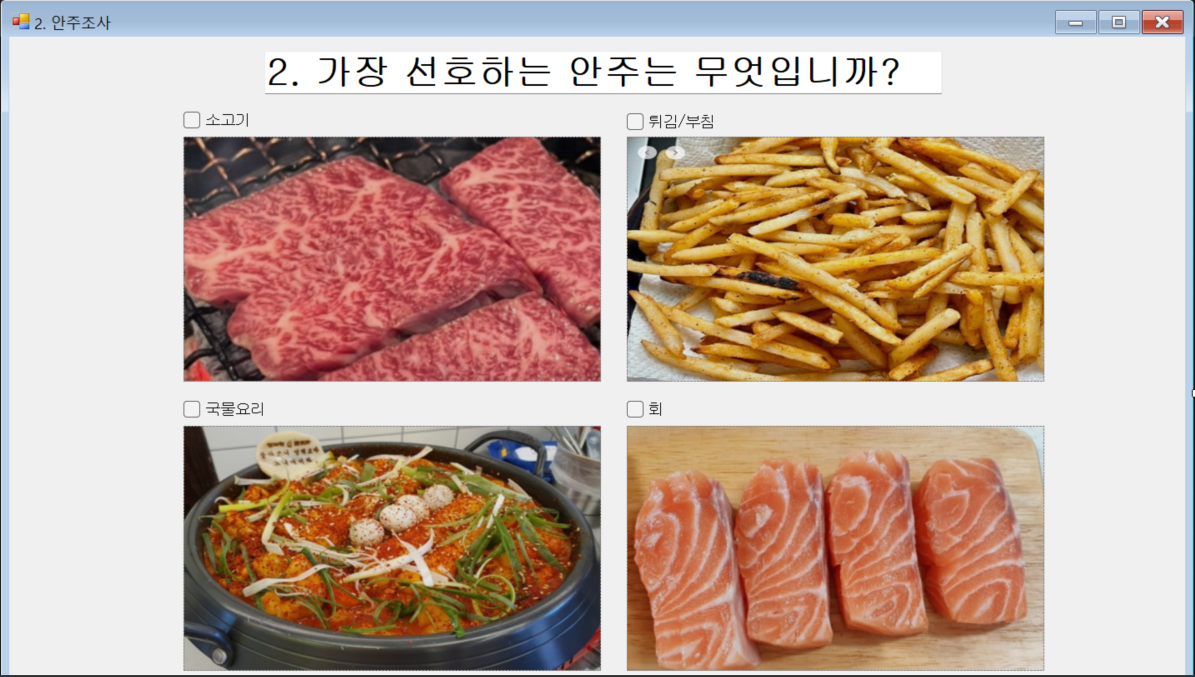 2. 안주조사
2. 가장 선호하는 안주는 무엇입니까?
소고기
튀김/부침
국물요리
회